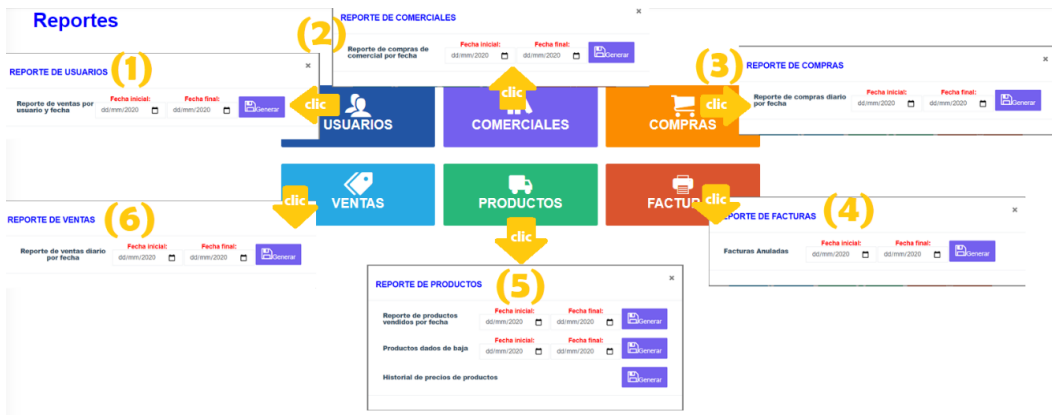 Reportes
(1)
REPORTE DE USUARIOS
×
Reporte de ventas por
usuario y fecha
Fecha inicial:
dd/mm/2020
Fecha final:
dd/mm/2020
Generar
clic
(2)
REPORTE DE COMERCIALES
×
Reporte de compras de
comercial por fecha
Fecha inicial:
dd/mm/2020
Fecha final:
dd/mm/2020
Generar
clic
(3)
REPORTE DE COMPRAS
×
Reporte de compras diario
por fecha
Fecha inicial:
dd/mm/2020
Fecha final:
dd/mm/2020
Generar
clic
USUARIOS
COMERCIALES
COMPRAS
VENTAS
PRODUCTOS
FACTUR
clic
(6)
REPORTE DE VENTAS
×
Reporte de ventas diario
por fecha
Fecha inicial:
dd/mm/2020
Fecha final:
dd/mm/2020
Generar
clic
(5)
REPORTE DE PRODUCTOS
×
Reporte de productos
vendidos por fecha
Fecha inicial:
dd/mm/2020
Fecha final:
dd/mm/2020
Generar
Productos dados de baja
Fecha inicial:
dd/mm/2020
Fecha final:
dd/mm/2020
Generar
Historial de precios de productos
Generar
clic
(4)
PORTE DE FACTURAS
×
Facturas Anuladas
Fecha inicial:
dd/mm/2020
Fecha final:
dd/mm/2020
Generar